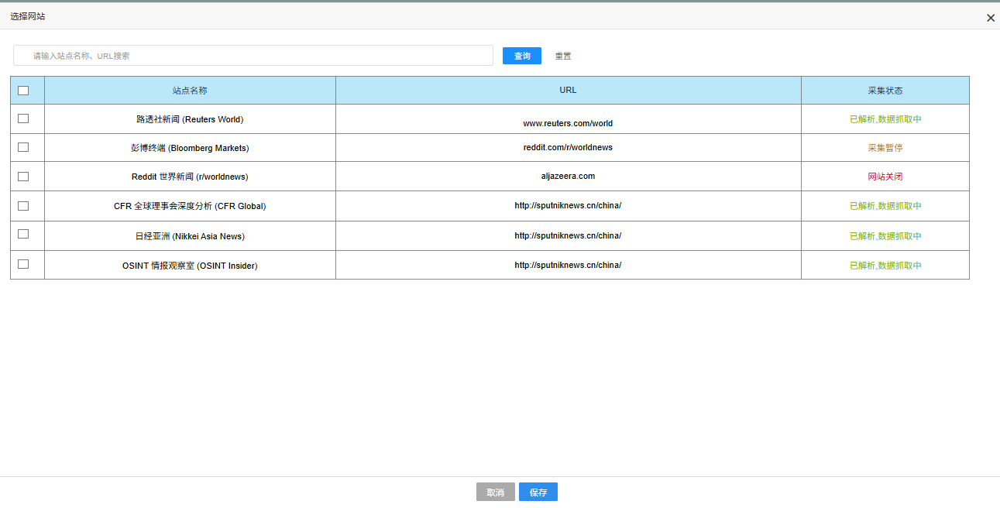 选择网站
请输入站点名称、URL搜索 查询 重置
站点名称 URL 采集状态
路透社新闻 (Reuters World) www.reuters.com/world 已解析,数据抓取中
彭博终端 (Bloomberg Markets) reddit.com/r/worldnews 采集暂停
Reddit 世界新闻 (r/worldnews) aljazeera.com 网站关闭
CFR 全球理事会深度分析 (CFR Global) http://sputniknews.cn/china/ 已解析,数据抓取中
日经亚洲 (Nikkei Asia News) http://sputniknews.cn/china/ 已解析,数据抓取中
OSINT 情报观察室 (OSINT Insider) http://sputniknews.cn/china/ 已解析,数据抓取中
取消 保存